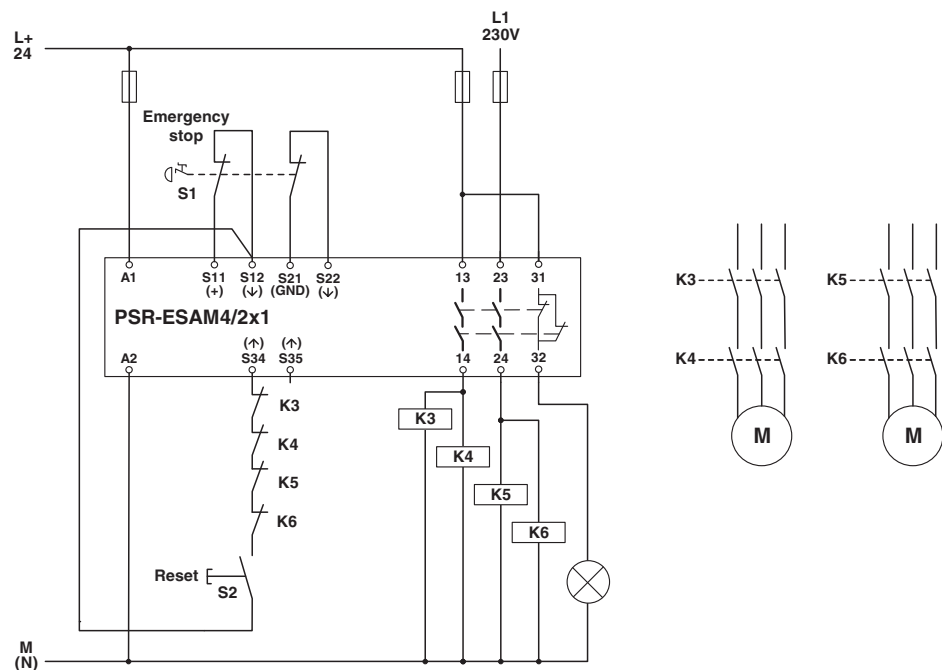 L+
24
L1
230V
Emergency
stop
S1
A1
S11
(+)
S12
(↓)
S21
(GND)
S22
(↓)
13
23
31
PSR-ESAM4/2x1
A2
(↑)
S34
(↑)
S35
14
24
32
K3
K4
K5
K6
Reset
S2
K3
K4
K5
K6
K3
K4
M
K5
K6
M
M
(N)